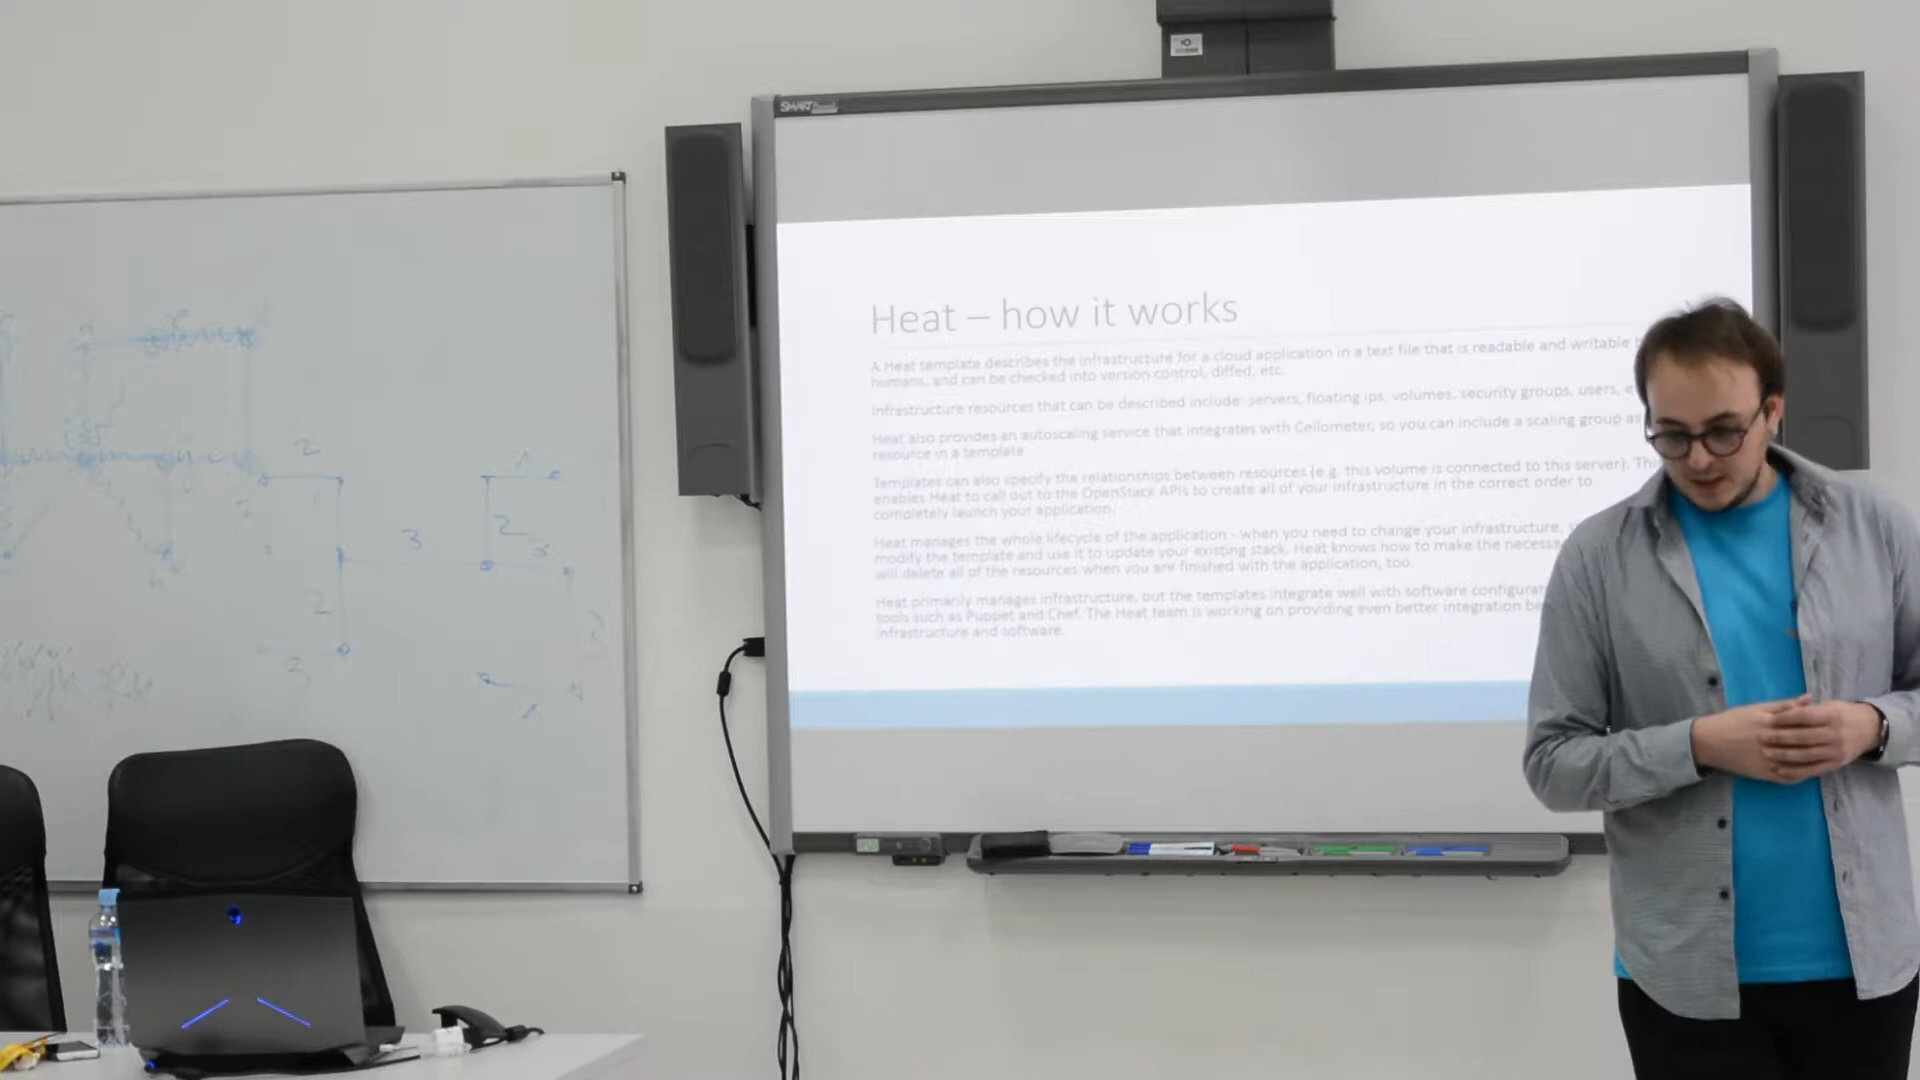 SMART Board
Heat – how it works
A Heat template describes the infrastructure for a cloud application in a text file that is readable and writable
humans, and can be checked into version control, diffed, etc.
Infrastructure resources that can be described include: servers, floating ips, volumes, security groups, users,
Heat also provides an autoscaling service that integrates with Ceilometer, so you can include a scaling group as
resource in a template
Templates can also specify the relationships between resources (e.g. this volume is connected to this server).
enables Heat to call out to the OpenStack APIs to create all of your infrastructure in the correct order to
completely launch your application.
Heat manages the whole lifecycle of the application - when you need to change your infrastructure,
modify the template and use it to update your existing stack. Heat knows how to make the
will delete all of the resources when you are finished with the application, too.
Heat primarily manages infrastructure, but the templates integrate well with software
tools such as Puppet and Chef. The Heat team is working on providing even better integration
infrastructure and software.
2
3
2
2
3